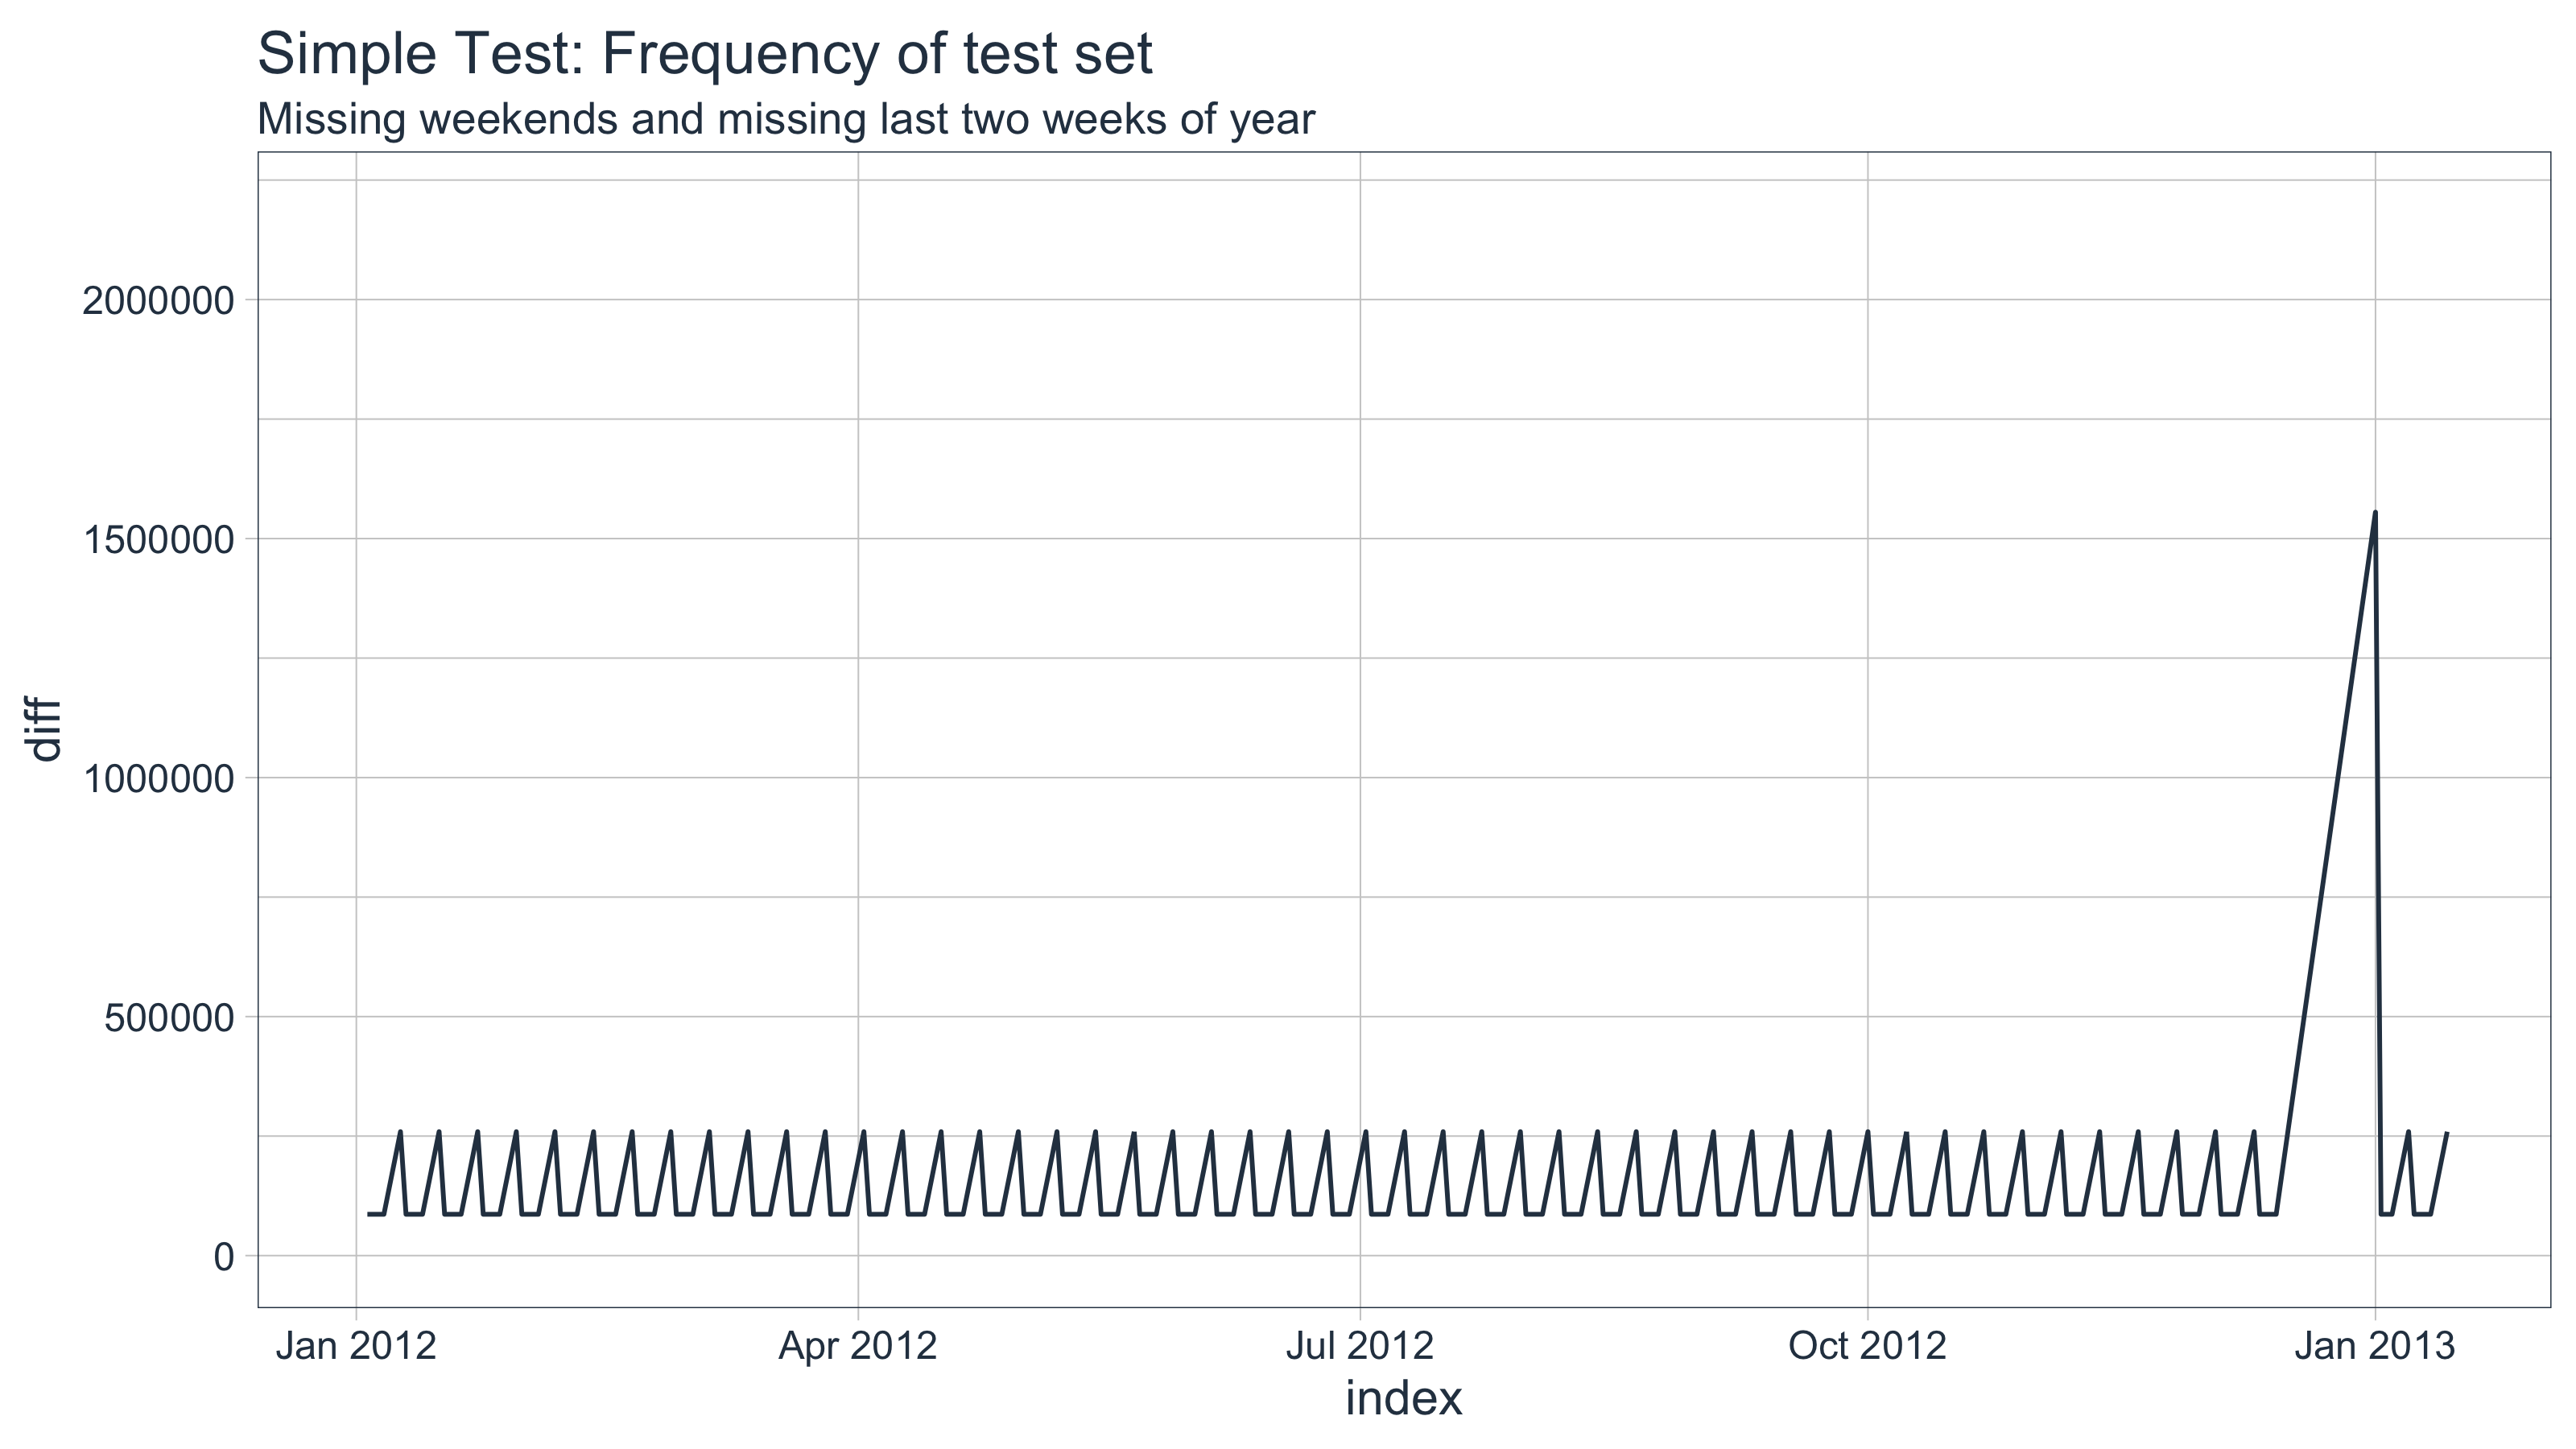 Simple Test: Frequency of test set
Missing weekends and missing last two weeks of year
diff
2000000
1500000
1000000
500000
0
Jan 2012 Apr 2012 Jul 2012 Oct 2012 Jan 2013
index